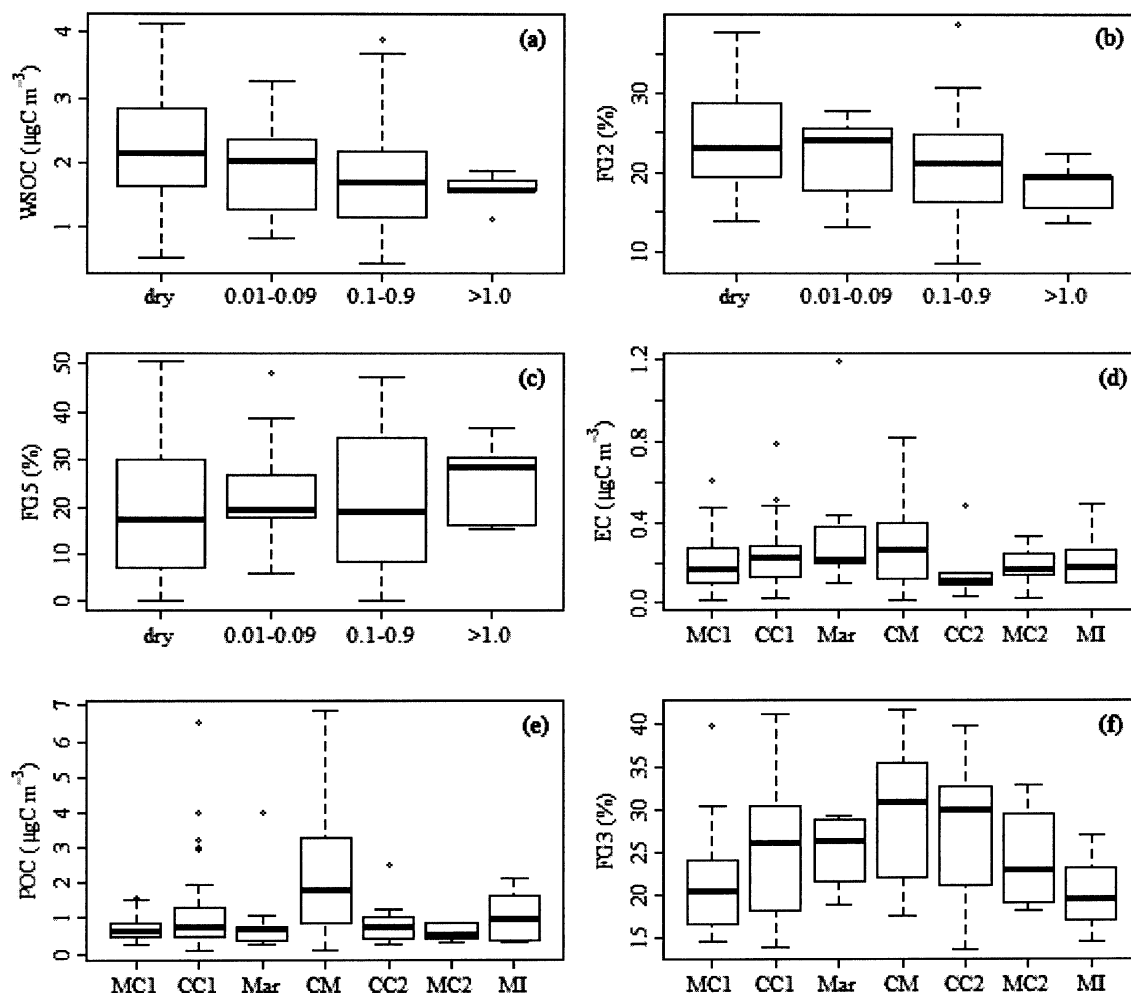 (a)
WSOC (µgC m⁻³)
4
3
2
1
dry 0.01-0.09 0.1-0.9 >1.0
(b)
FG2 (%)
30
20
10
dry 0.01-0.09 0.1-0.9 >1.0
(c)
FG5 (%)
50
40
30
20
10
0
dry 0.01-0.09 0.1-0.9 >1.0
(d)
EC (µgC m⁻³)
1.2
0.8
0.4
0.0
MC1 CC1 Mar CM CC2 MC2 MI
(e)
POC (µgC m⁻³)
7
6
5
4
3
2
1
0
MC1 CC1 Mar CM CC2 MC2 MI
(f)
FG3 (%)
40
35
30
25
20
15
MC1 CC1 Mar CM CC2 MC2 MI